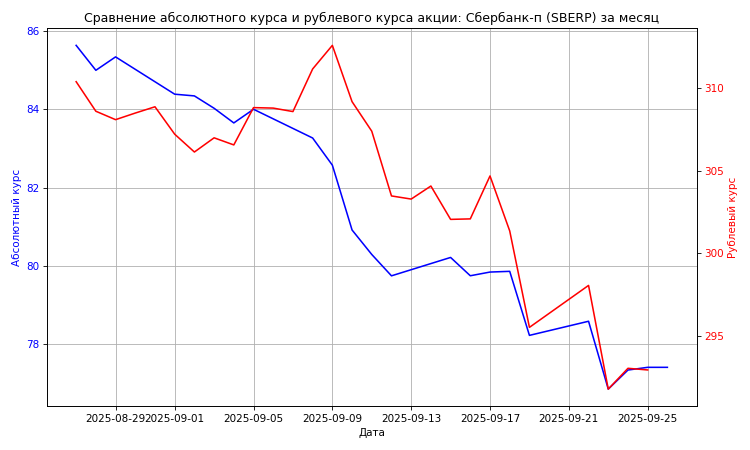 Сравнение абсолютного курса и рублевого курса акции: Сбербанк-п (SBERP) за месяц
86
84
82
80
78
Абсолютный курс
310
305
300
295
Рублевый курс
2025-08-29 2025-09-01 2025-09-05 2025-09-09 2025-09-13 2025-09-17 2025-09-21 2025-09-25
Дата